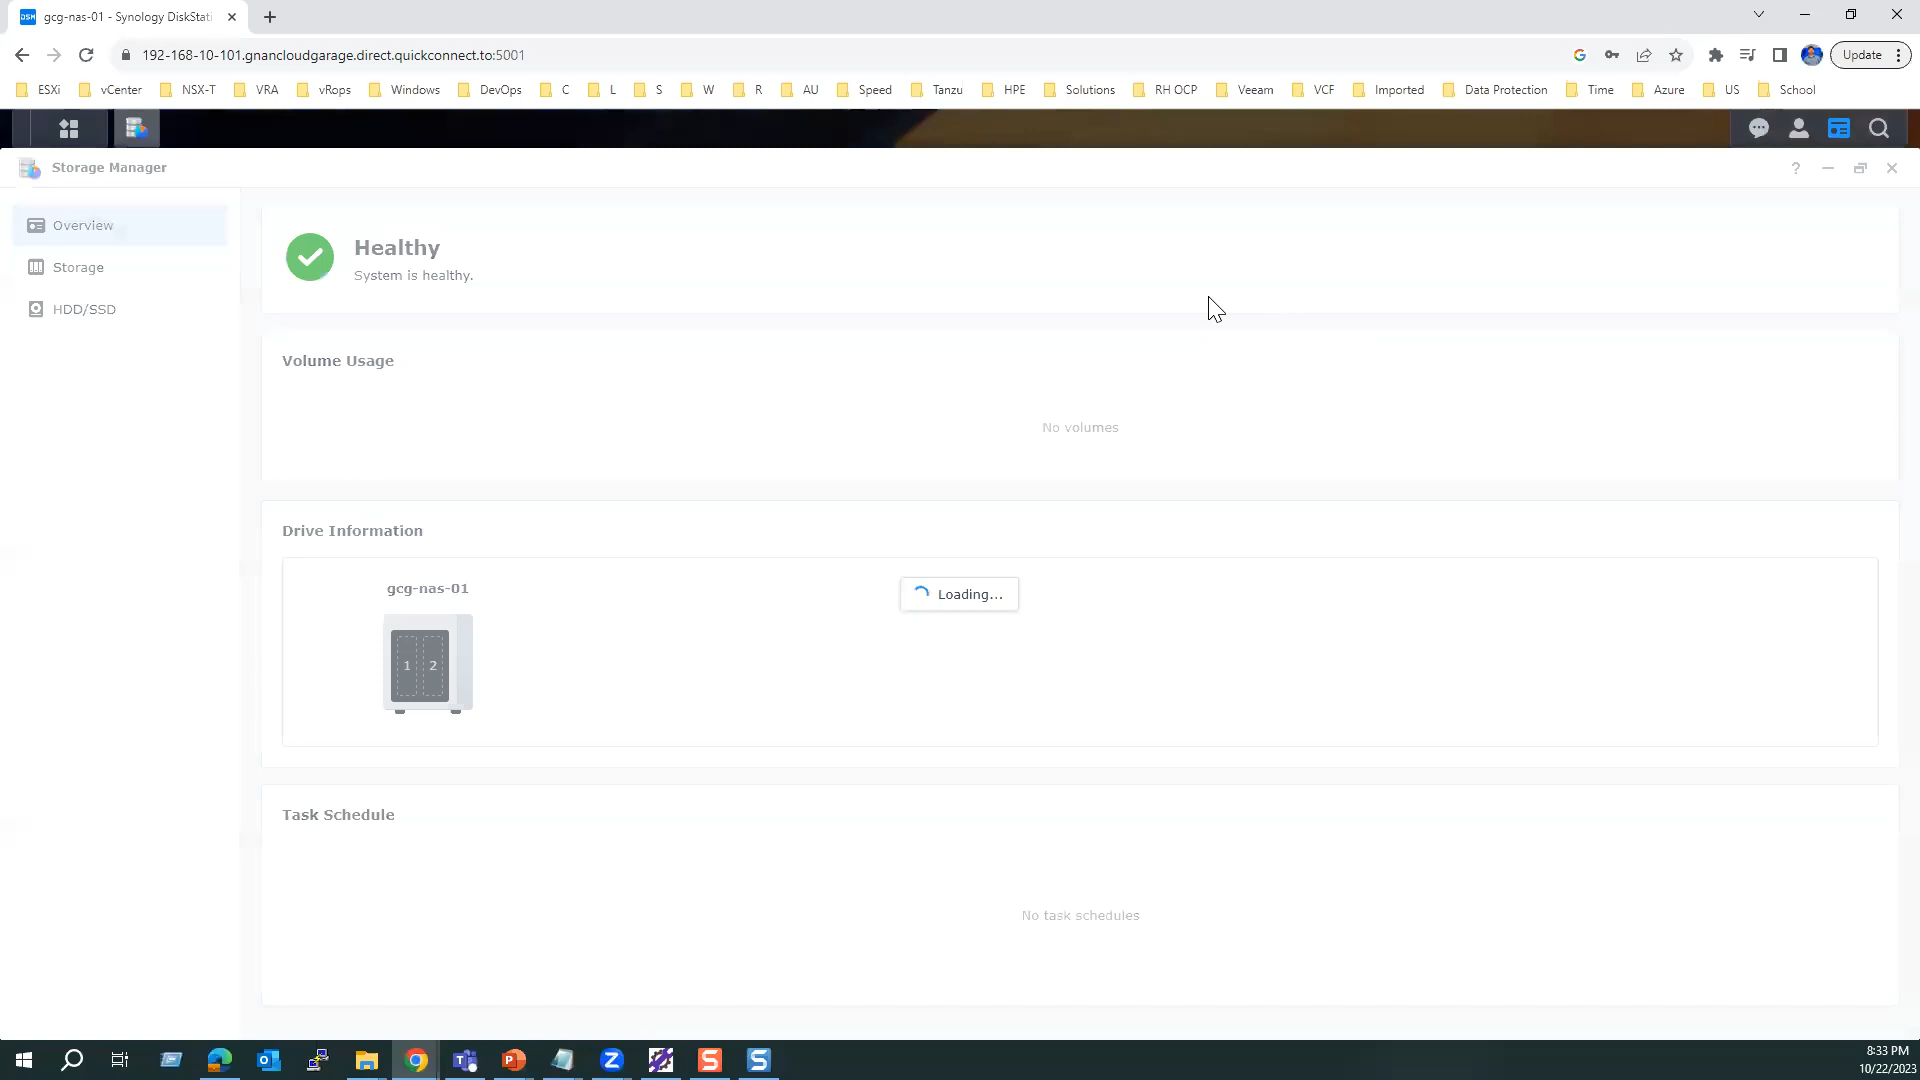 gcg-nas-01 - Synology DiskStati
192-168-10-101.gnancloudgarage.direct.quickconnect.to:5001
Update
ESXi vCenter NSX-T VRA vRops Windows DevOps C L S W R AU Speed Tanzu HPE Solutions RH OCP Veeam VCF Imported Data Protection Time Azure US School
Storage Manager
?
Overview
Storage
HDD/SSD
Healthy
System is healthy.
Volume Usage
No volumes
Drive Information
gcg-nas-01
1 2
Loading...
Task Schedule
No task schedules
8:33 PM
10/22/2023